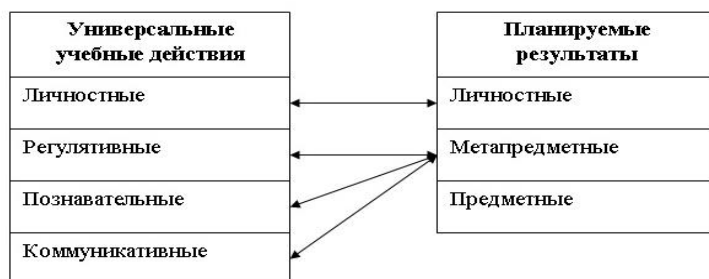 Универсальные
учебные действия
Личностные
Регулятивные
Познавательные
Коммуникативные
Планируемые
результаты
Личностные
Метапредметные
Предметные